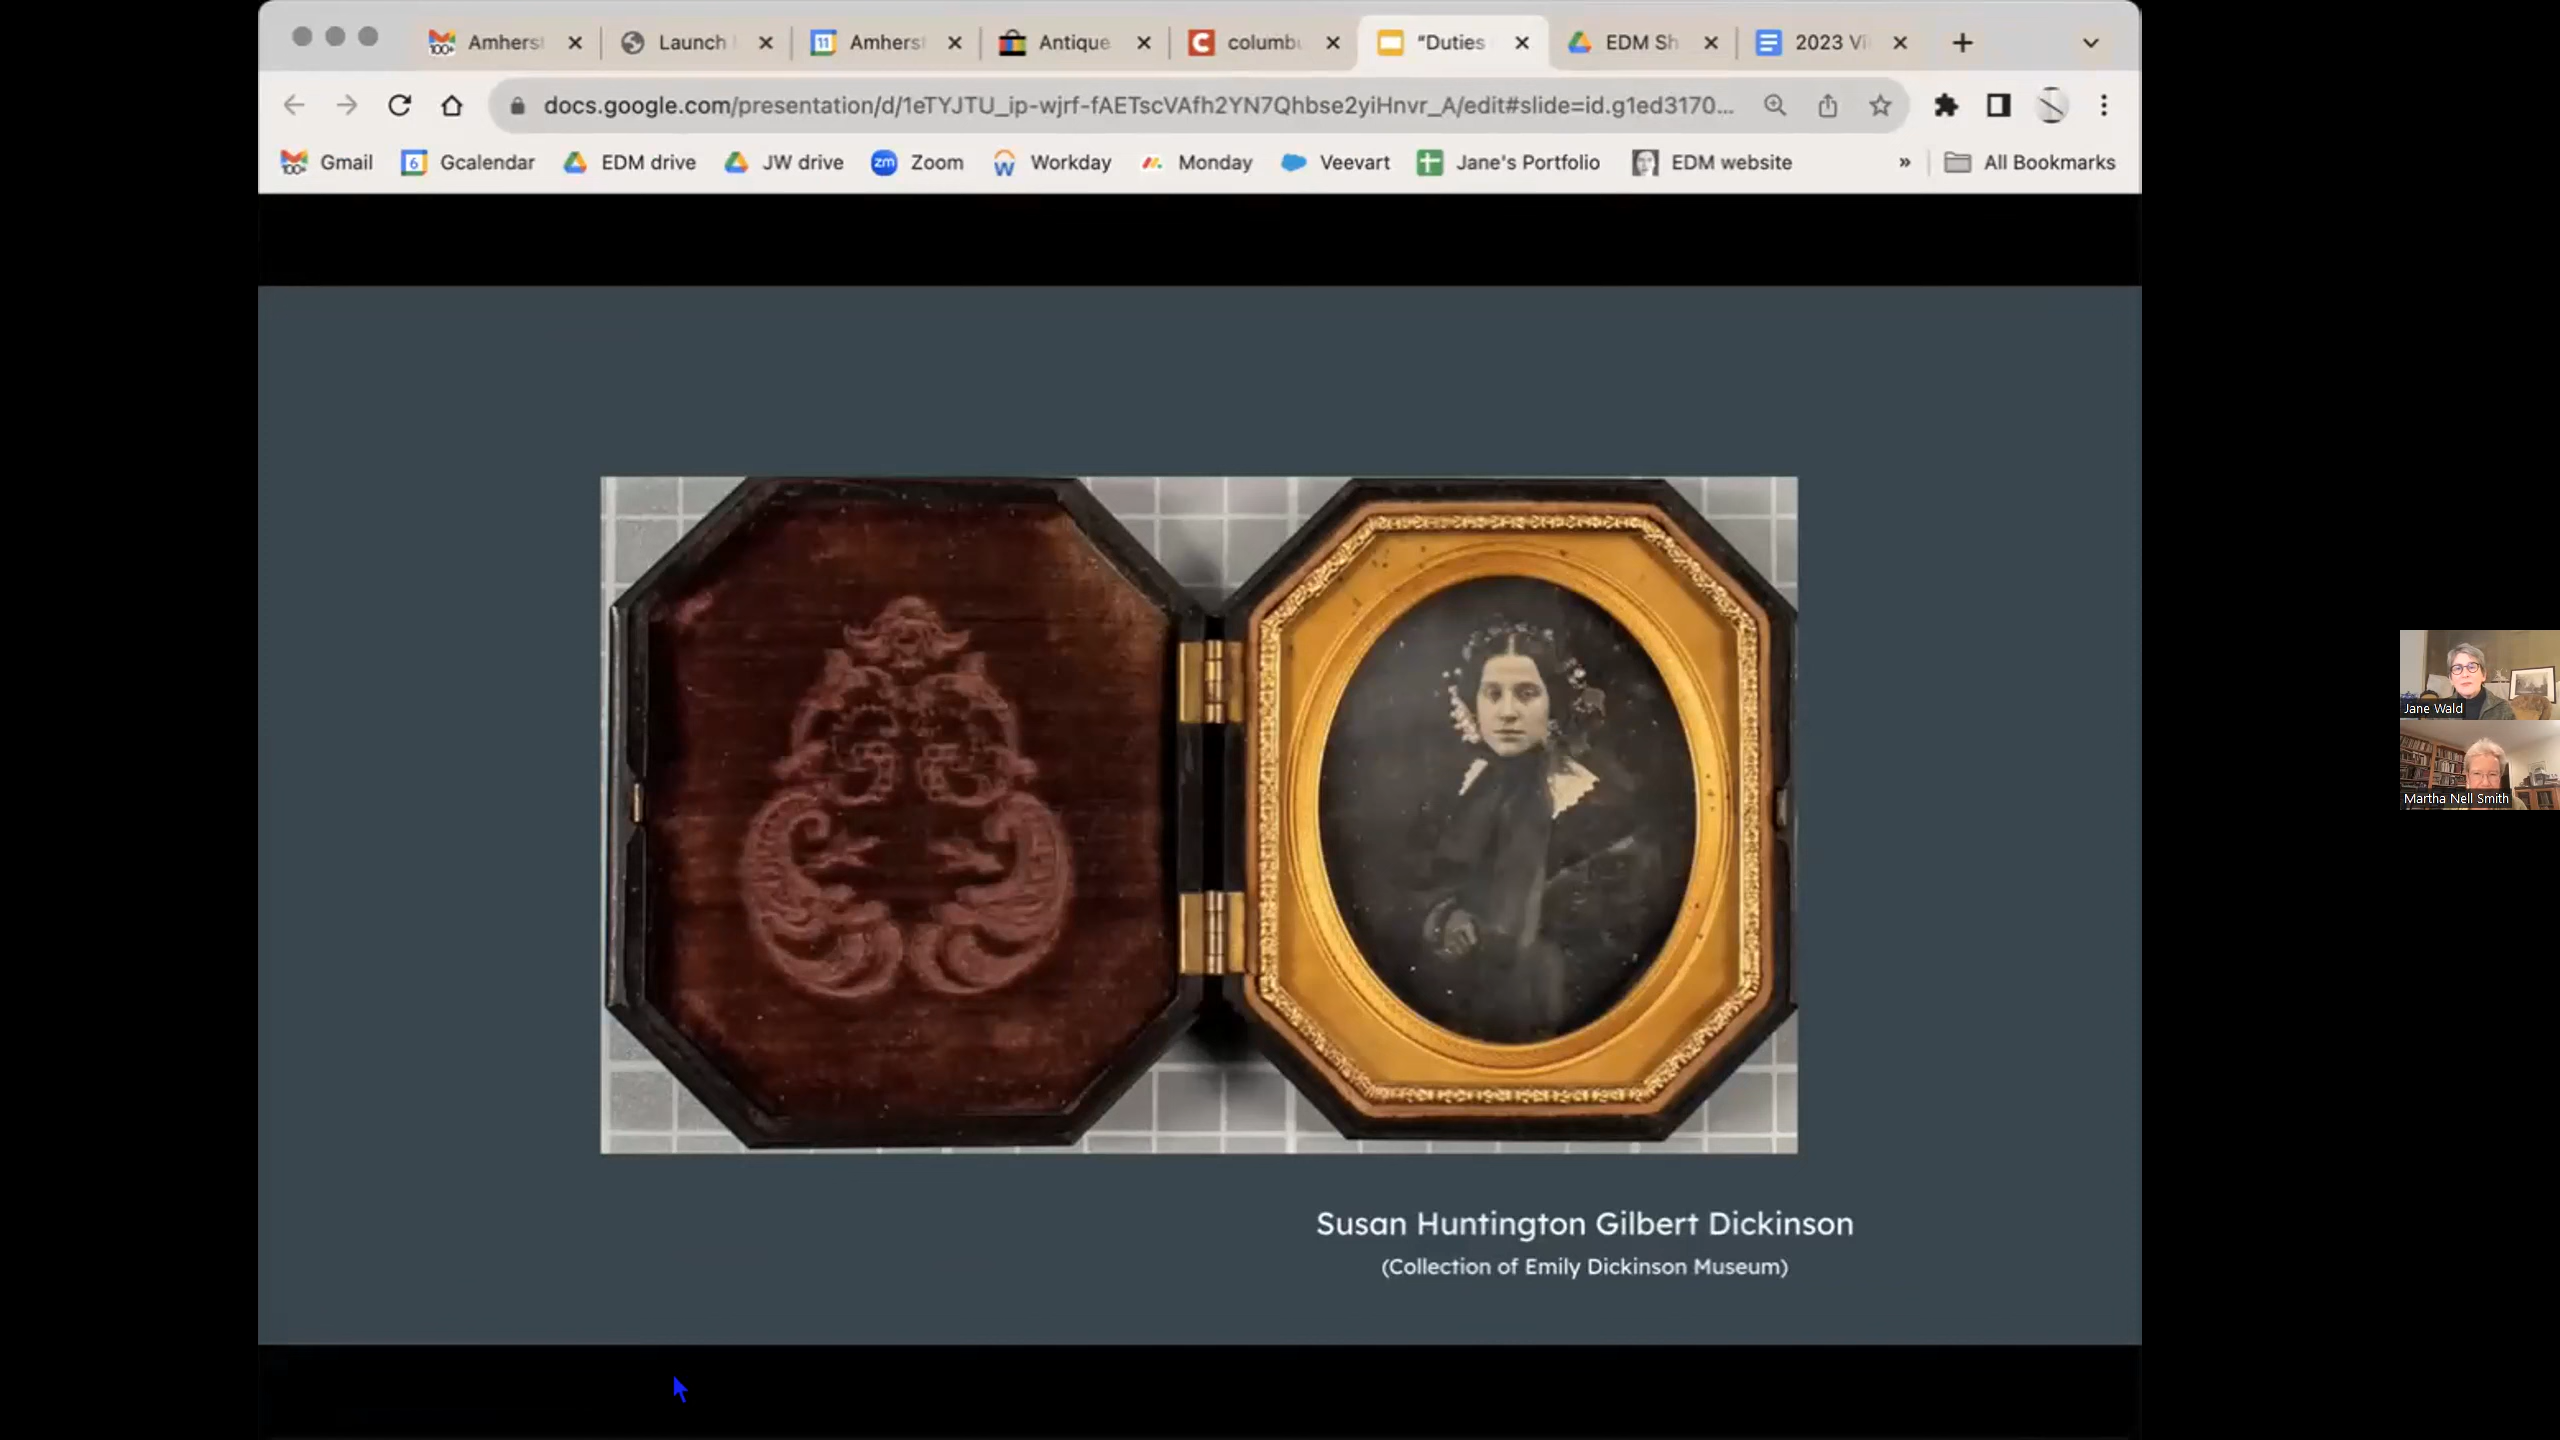 Amherst
Launch
Amherst
Antique
columbu
"Duties
EDM Sh
2023 Vi
docs.google.com/presentation/d/1eTYJTU_ip-wjrf-fAETscVAfh2YN7Qhbse2yiHnvr_A/edit#slide=id.g1ed3170...
Gmail
Gcalendar
EDM drive
JW drive
zm Zoom
Workday
Monday
Veevart
Jane's Portfolio
EDM website
»
All Bookmarks
Susan Huntington Gilbert Dickinson
(Collection of Emily Dickinson Museum)
Jane Wald
Martha Nell Smith